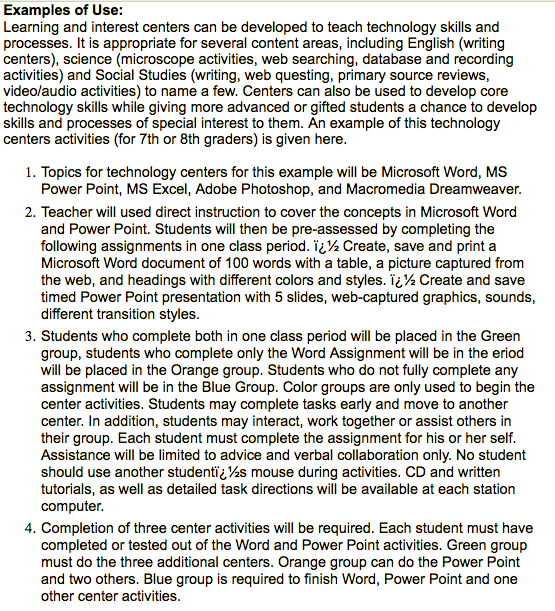 Examples of Use:
Learning and interest centers can be developed to teach technology skills and
processes. It is appropriate for several content areas, including English (writing
centers), science (microscope activities, web searching, database and recording
activities) and Social Studies (writing, web questing, primary source reviews,
video/audio activities) to name a few. Centers can also be used to develop core
technology skills while giving more advanced or gifted students a chance to develop
skills and processes of special interest to them. An example of this technology
centers activities (for 7th or 8th graders) is given here.
1. Topics for technology centers for this example will be Microsoft Word, MS
Power Point, MS Excel, Adobe Photoshop, and Macromedia Dreamweaver.
2. Teacher will used direct instruction to cover the concepts in Microsoft Word
and Power Point. Students will then be pre-assessed by completing the
following assignments in one class period. ï¿½ Create, save and print a
Microsoft Word document of 100 words with a table, a picture captured from
the web, and headings with different colors and styles. ï¿½ Create and save
timed Power Point presentation with 5 slides, web-captured graphics, sounds,
different transition styles.
3. Students who complete both in one class period will be placed in the Green
group, students who complete only the Word Assignment will be in the eriod
will be placed in the Orange group. Students who do not fully complete any
assignment will be in the Blue Group. Color groups are only used to begin the
center activities. Students may complete tasks early and move to another
center. In addition, students may interact, work together or assist others in
their group. Each student must complete the assignment for his or her self.
Assistance will be limited to advice and verbal collaboration only. No student
should use another studentï¿½s mouse during activities. CD and written
tutorials, as well as detailed task directions will be available at each station
computer.
4. Completion of three center activities will be required. Each student must have
completed or tested out of the Word and Power Point activities. Green group
must do the three additional centers. Orange group can do the Power Point
and two others. Blue group is required to finish Word, Power Point and one
other center activities.